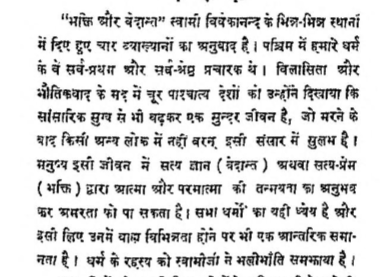 "भक्ति और वेदान्त" स्वामी विवेकानन्द के भिन्न-भिन्न स्थानों
में दिए हुए चार व्याख्यानों का अनुवाद है। पश्चिम में हमारे धर्म
के वे सर्व-प्रथम और सर्व-श्रेष्ठ प्रचारक थे। विलासिता और
भौतिकवाद के मद में चूर पाश्चात्य देशों को उन्होंने दिखाया कि
सांसारिक सुख से भी बढ़कर एक सुन्दर जीवन है, जो मरने के
बाद किसी अन्य लोक में नहीं वरन् इसी संसार में सुलभ है।
मनुष्य इसी जीवन में सत्य ज्ञान (वेदान्त) अथवा सत्य-प्रेम
(भक्ति) द्वारा आत्मा और परमात्मा की तन्मयता का अनुभव
कर अमरता को पा सकता है। सभी धर्मों का यही ध्येय है और
इसी लिए उनमें बाह्य विभिन्नता होने पर भी एक आन्तरिक समा-
नता है। धर्म के रहस्य को स्वामीजी ने भलीभाँति समझाया है।